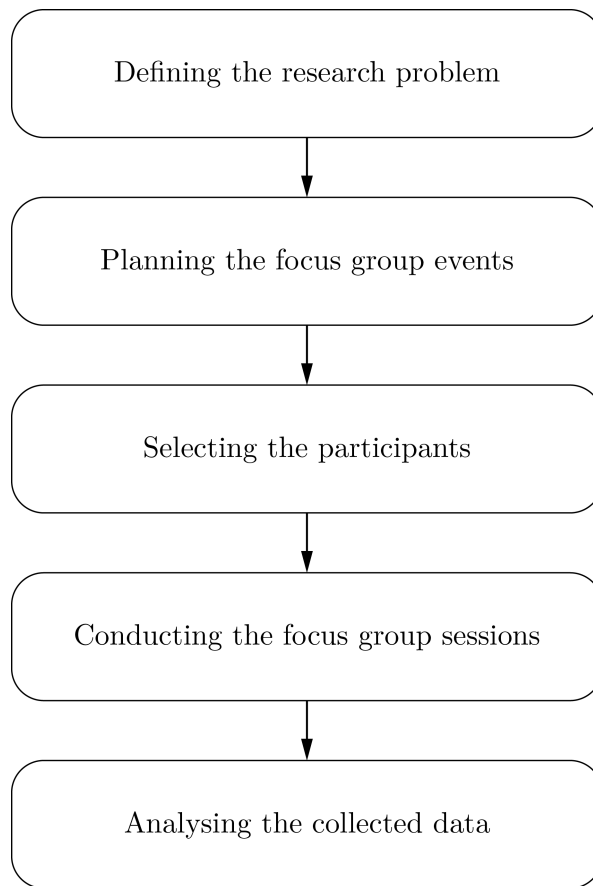 Defining the research problem
Planning the focus group events
Selecting the participants
Conducting the focus group sessions
Analysing the collected data